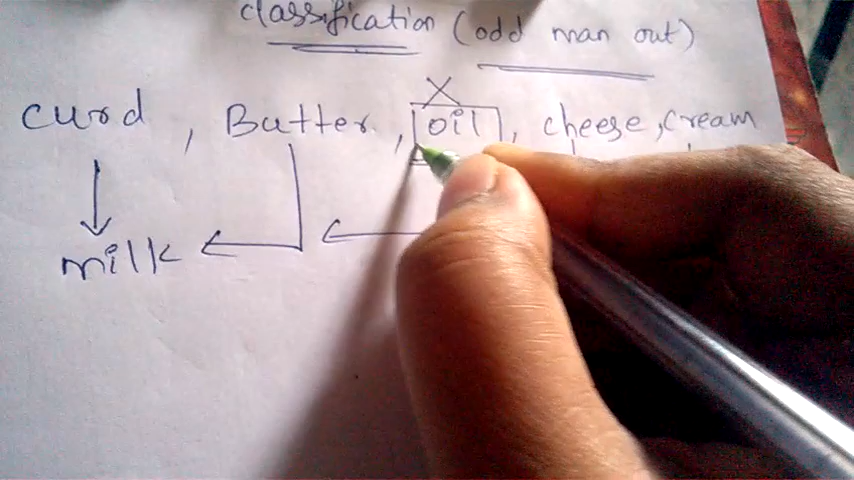 classification (odd man out)
curd , Butter , oil , cheese , cream
milk